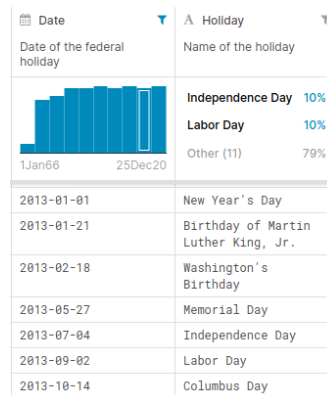 Date
A Holiday
Date of the federal
holiday
Name of the holiday
Independence Day 10%
Labor Day 10%
Other (11) 79%
1Jan66 25Dec20
2013-01-01 New Year's Day
2013-01-21 Birthday of Martin
Luther King, Jr.
2013-02-18 Washington's
Birthday
2013-05-27 Memorial Day
2013-07-04 Independence Day
2013-09-02 Labor Day
2013-10-14 Columbus Day